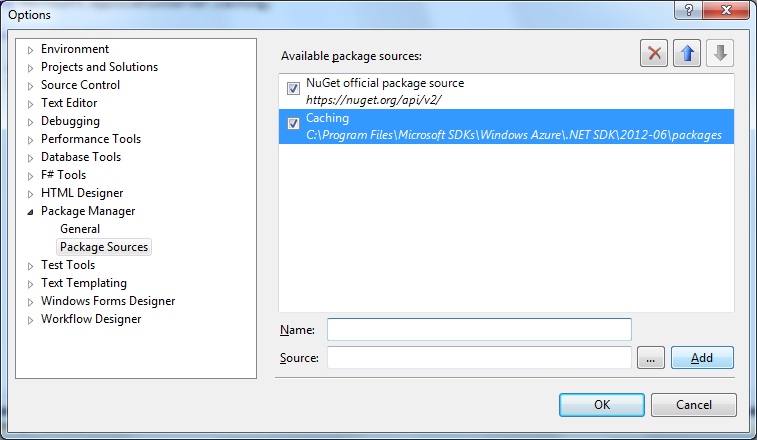 Options
Environment
Projects and Solutions
Source Control
Text Editor
Debugging
Performance Tools
Database Tools
F# Tools
HTML Designer
Package Manager
General
Package Sources
Test Tools
Text Templating
Windows Forms Designer
Workflow Designer
Available package sources:
NuGet official package source
https://nuget.org/api/v2/
Caching
C:\Program Files\Microsoft SDKs\Windows Azure\.NET SDK\2012-06\packages
Name:
Source:
...
Add
OK
Cancel